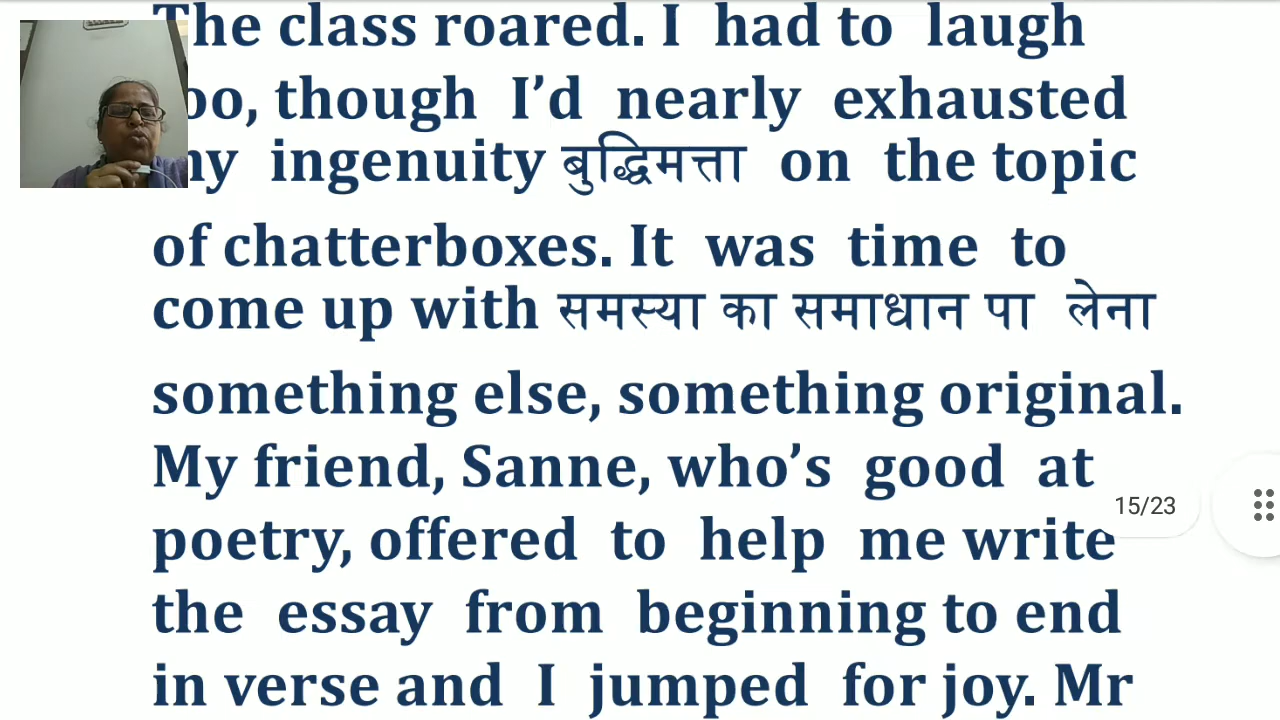 The class roared. I had to laugh
too, though I’d nearly exhausted
my ingenuity बुद्धिमत्ता on the topic
of chatterboxes. It was time to
come up with समस्या का समाधान पा लेना
something else, something original.
My friend, Sanne, who’s good at
15/23
poetry, offered to help me write
the essay from beginning to end
in verse and I jumped for joy. Mr